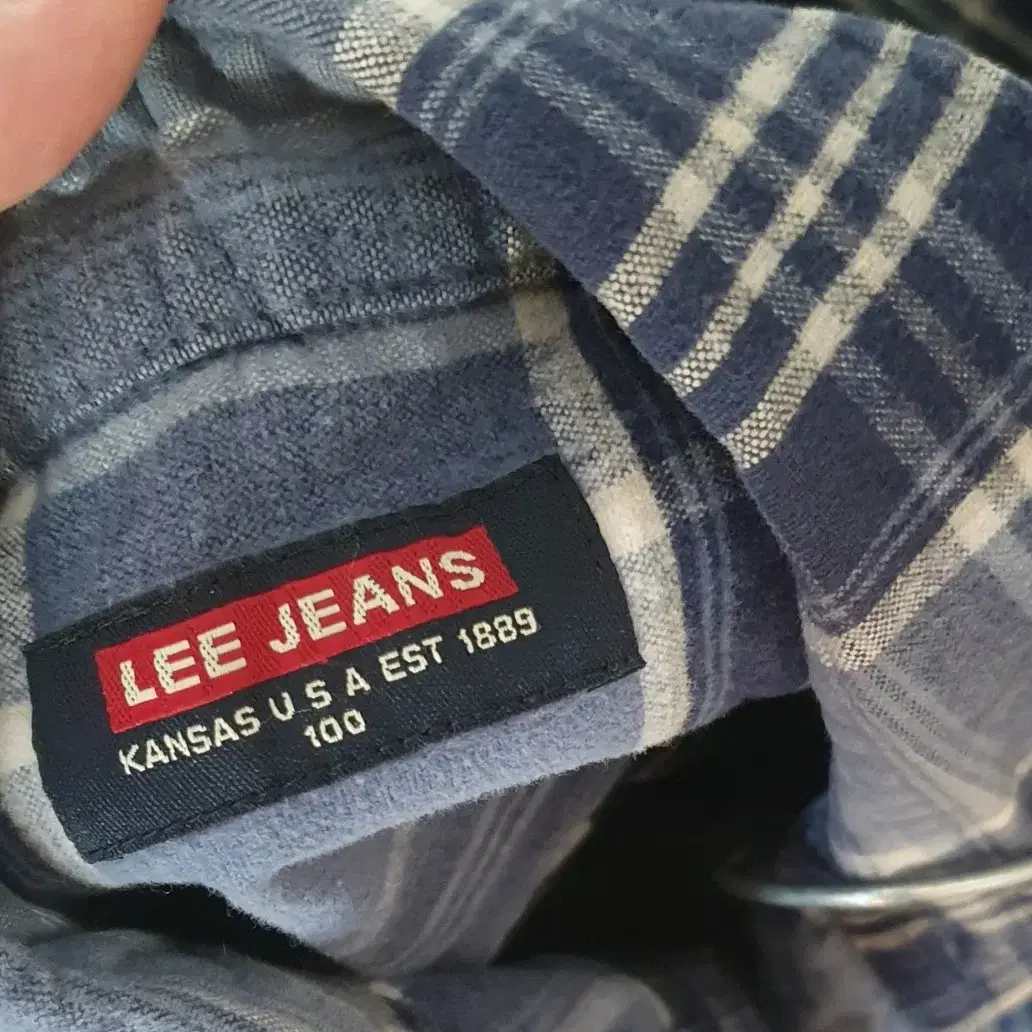 LEE JEANS
KANSAS U S A EST 1889
100